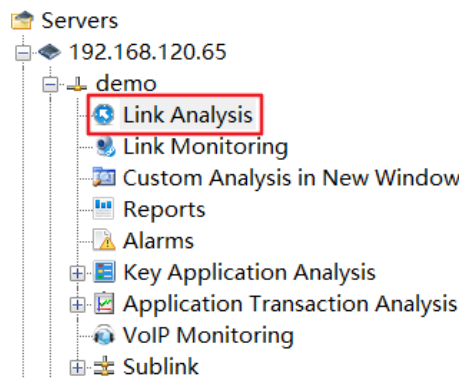 Servers
192.168.120.65
demo
Link Analysis
Link Monitoring
Custom Analysis in New Window
Reports
Alarms
Key Application Analysis
Application Transaction Analysis
VoIP Monitoring
Sublink